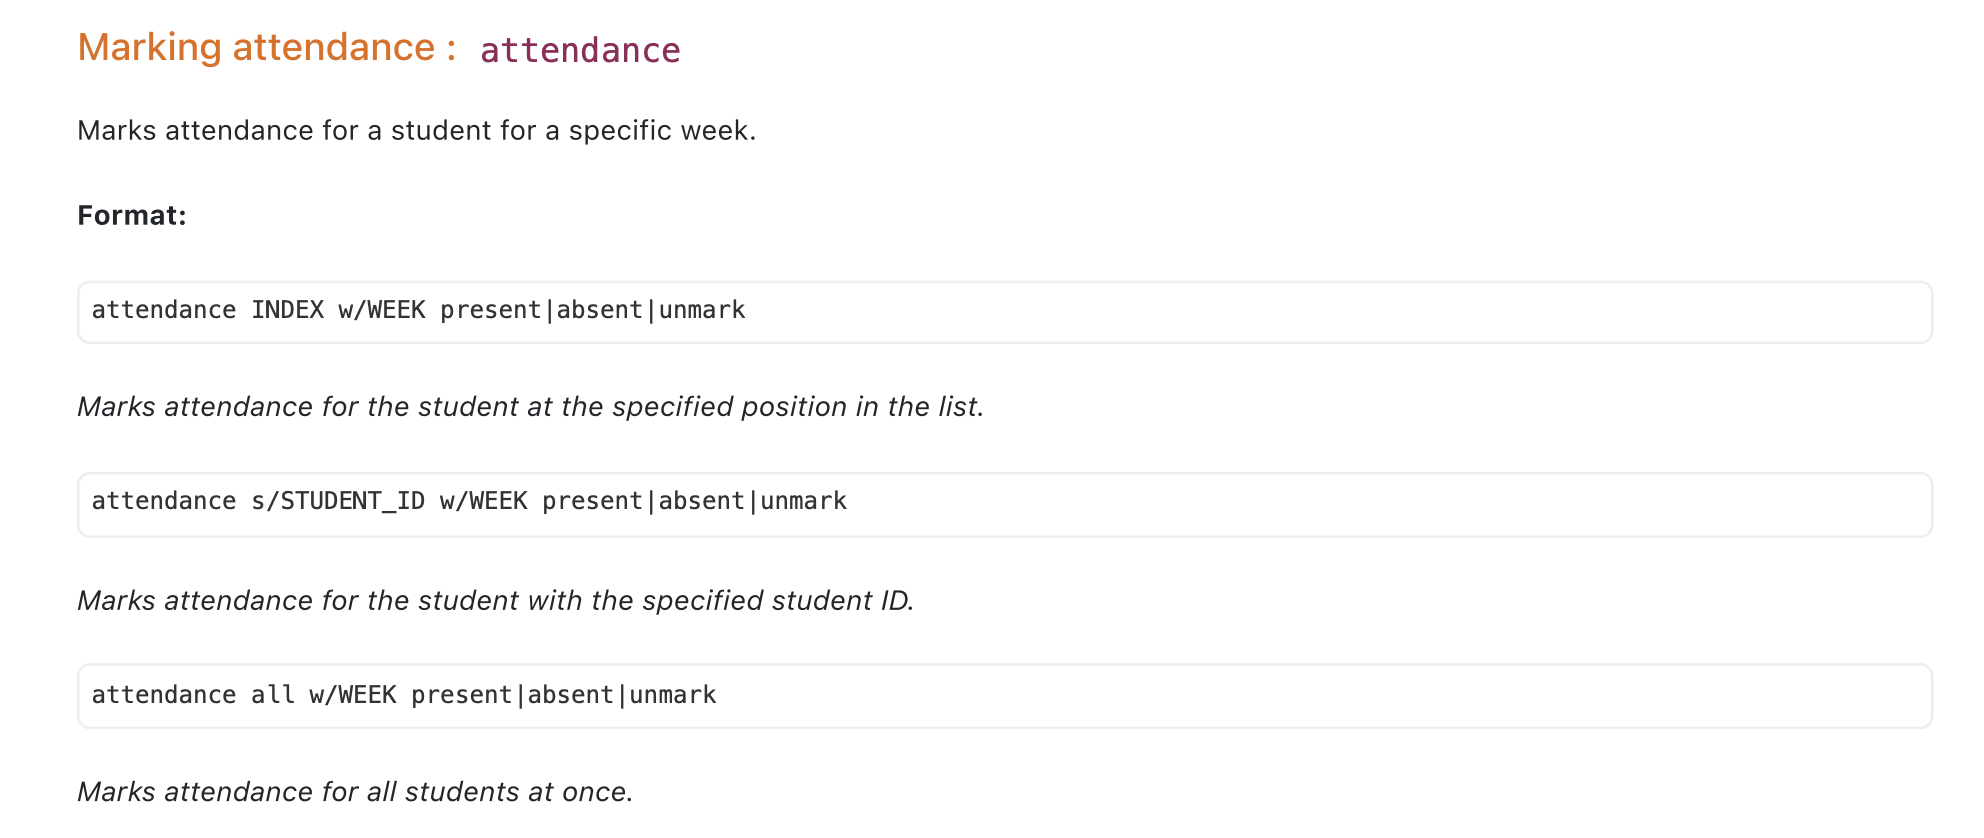 Marking attendance : attendance
Marks attendance for a student for a specific week.
Format:
attendance INDEX w/WEEK present|absent|unmark
Marks attendance for the student at the specified position in the list.
attendance s/STUDENT_ID w/WEEK present|absent|unmark
Marks attendance for the student with the specified student ID.
attendance all w/WEEK present|absent|unmark
Marks attendance for all students at once.